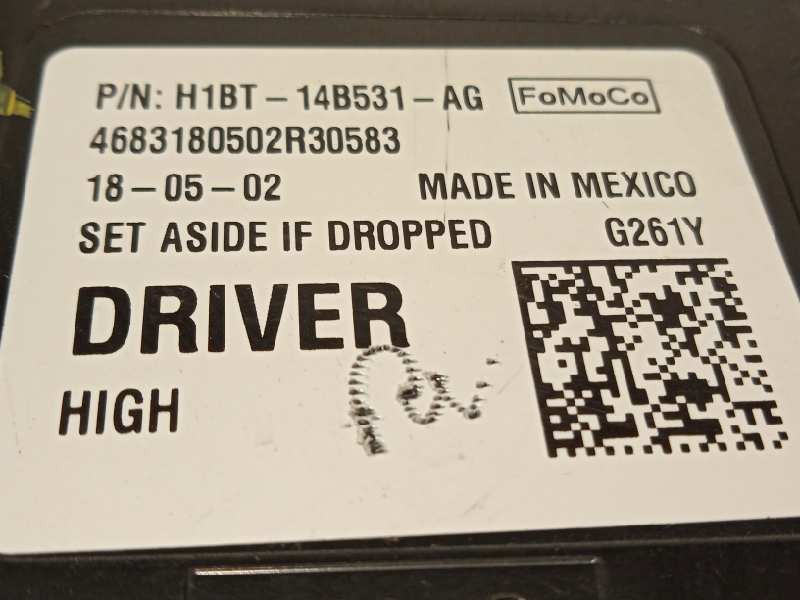 P/N: H1BT-14B531-AG FoMoCo
4683180502R30583
18-05-02 MADE IN MEXICO
SET ASIDE IF DROPPED G261Y
DRIVER
HIGH